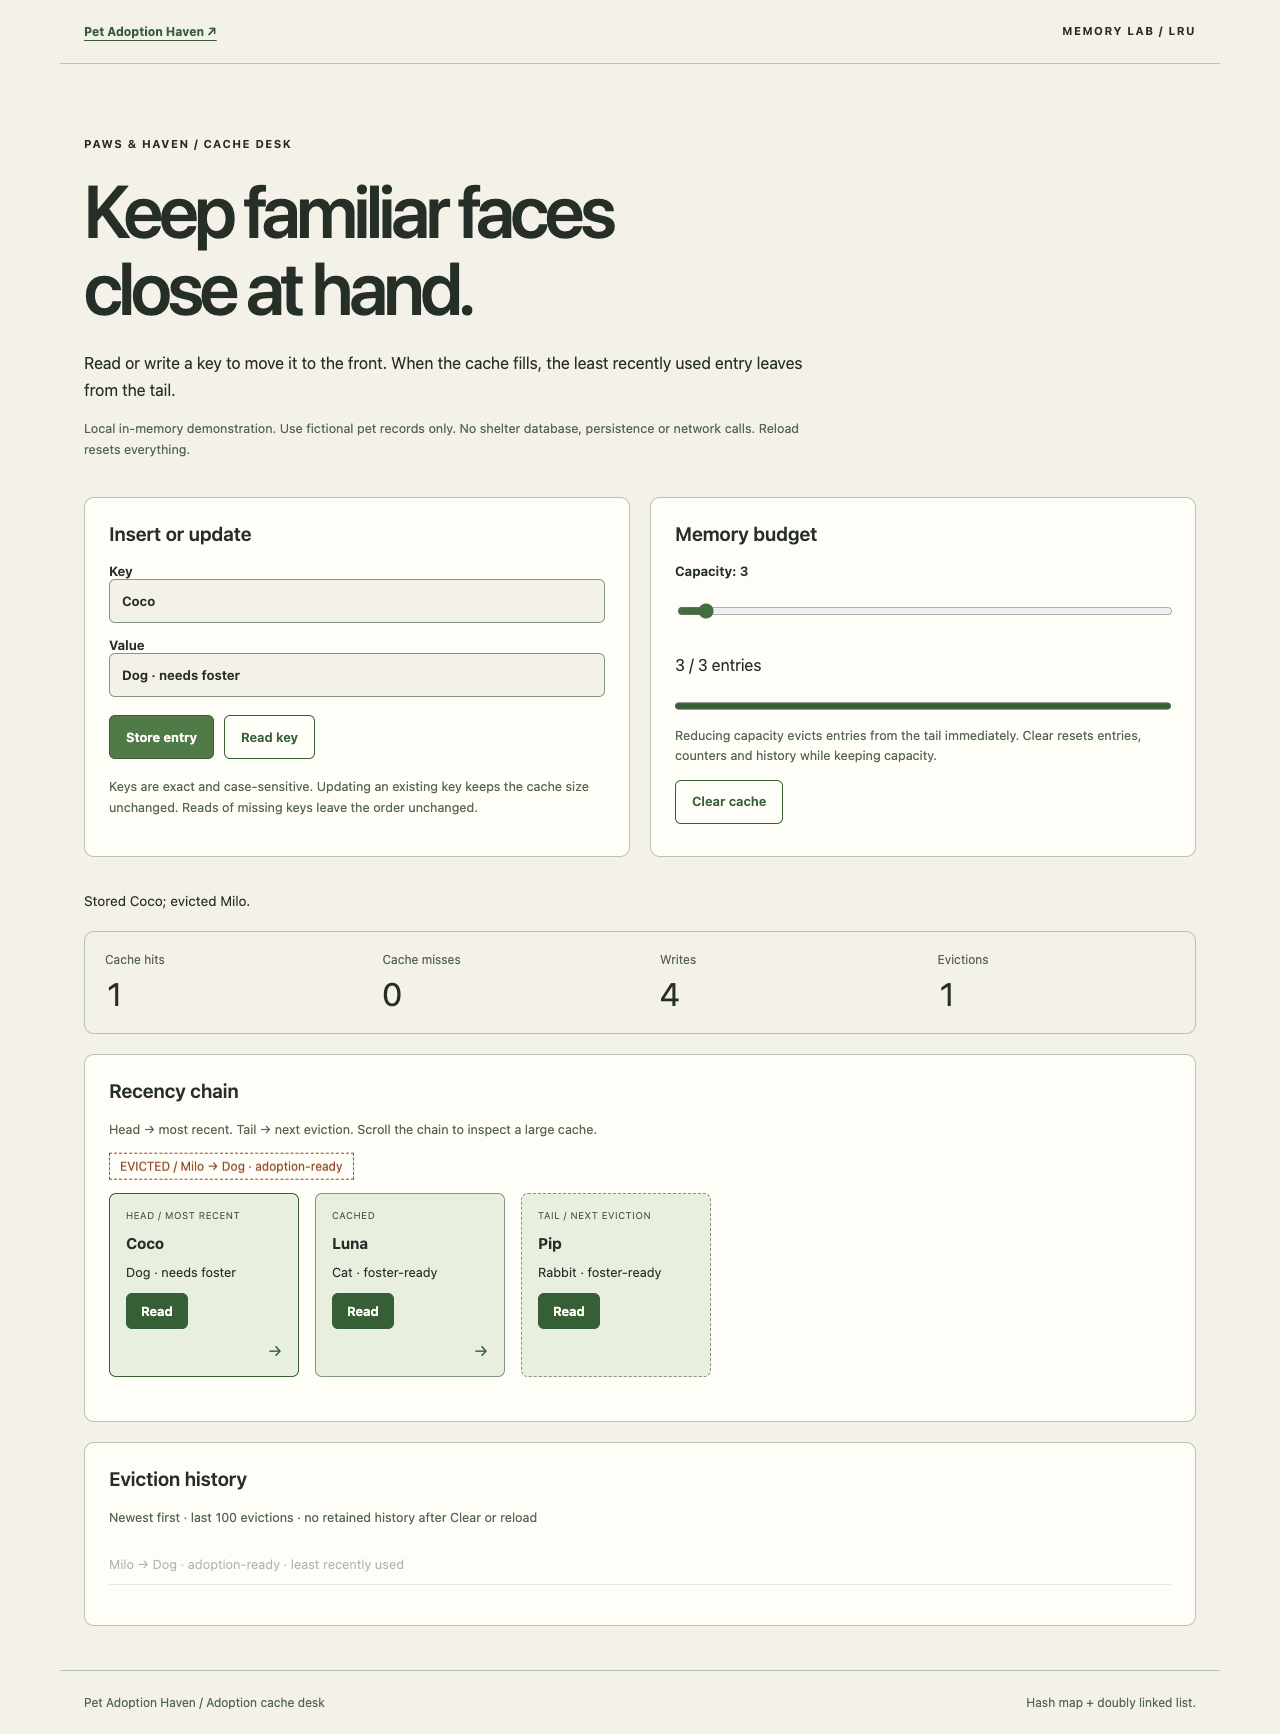 Pet Adoption Haven ↗
MEMORY LAB / LRU
PAWS & HAVEN / CACHE DESK
Keep familiar faces
close at hand.
Read or write a key to move it to the front. When the cache fills, the least recently used entry leaves
from the tail.
Local in-memory demonstration. Use fictional pet records only. No shelter database, persistence or network calls. Reload
resets everything.
Insert or update
Key
Coco
Value
Dog · needs foster
Store entry
Read key
Keys are exact and case-sensitive. Updating an existing key keeps the cache size
unchanged. Reads of missing keys leave the order unchanged.
Memory budget
Capacity: 3
3 / 3 entries
Reducing capacity evicts entries from the tail immediately. Clear resets entries,
counters and history while keeping capacity.
Clear cache
Stored Coco; evicted Milo.
Cache hits
1
Cache misses
0
Writes
4
Evictions
1
Recency chain
Head → most recent. Tail → next eviction. Scroll the chain to inspect a large cache.
EVICTED / Milo → Dog · adoption-ready
HEAD / MOST RECENT
Coco
Dog · needs foster
Read
→
CACHED
Luna
Cat · foster-ready
Read
→
TAIL / NEXT EVICTION
Pip
Rabbit · foster-ready
Read
Eviction history
Newest first · last 100 evictions · no retained history after Clear or reload
Milo → Dog · adoption-ready · least recently used
Pet Adoption Haven / Adoption cache desk
Hash map + doubly linked list.